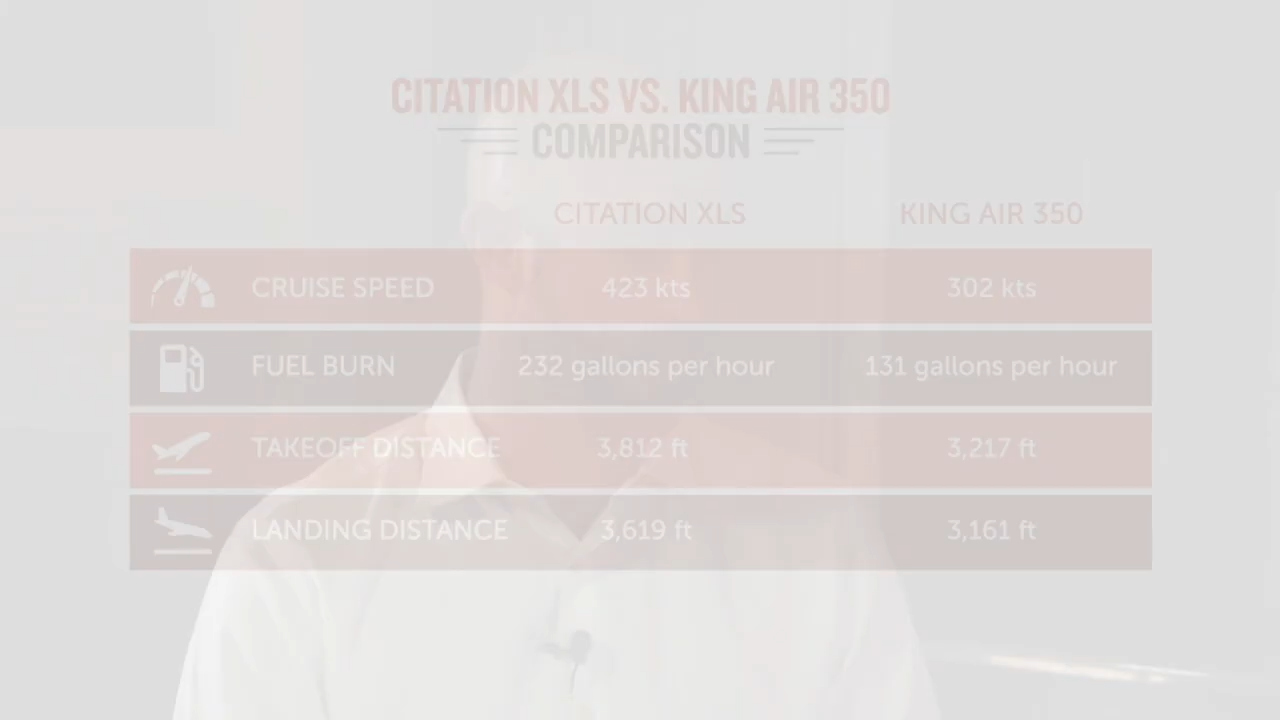 CITATION XLS VS. KING AIR 350
COMPARISON
CITATION XLS KING AIR 350
CRUISE SPEED 423 kts 302 kts
FUEL BURN 232 gallons per hour 131 gallons per hour
TAKEOFF DISTANCE 3,812 ft 3,217 ft
LANDING DISTANCE 3,619 ft 3,161 ft